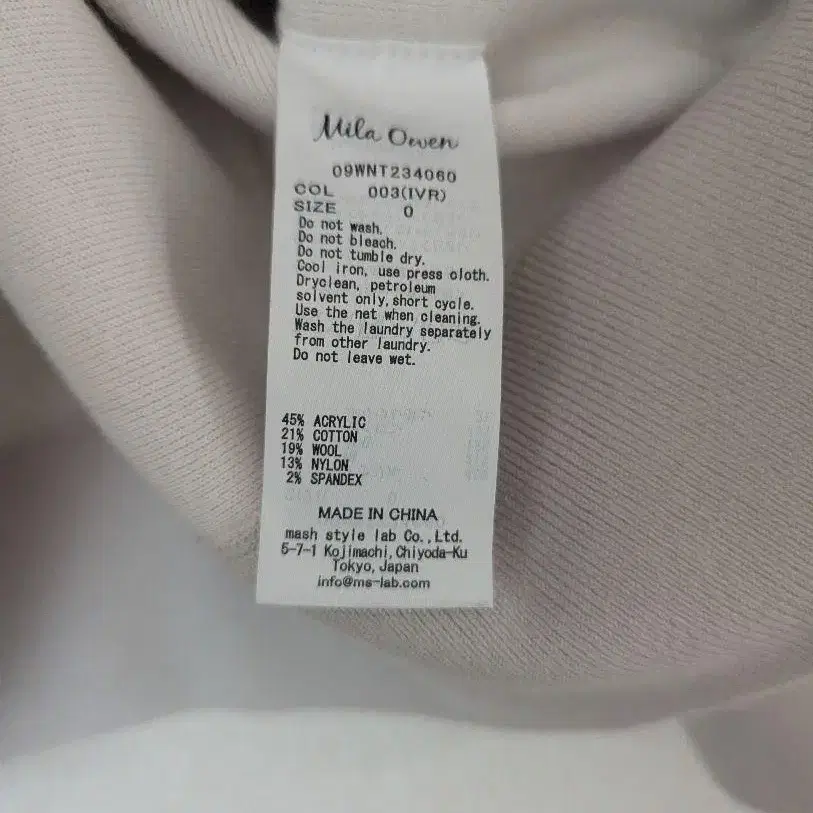 Mila Owen
09WNT234060
COL 003(IVR)
SIZE 0
Do not wash.
Do not bleach.
Do not tumble dry.
Cool iron, use press cloth.
Dryclean, petroleum
solvent only, short cycle.
Use the net when cleaning.
Wash the laundry separately
from other laundry.
Do not leave wet.
45% ACRYLIC
21% COTTON
19% WOOL
13% NYLON
2% SPANDEX
MADE IN CHINA
mash style lab Co.,Ltd.
5-7-1 Kojimachi,Chiyoda-Ku
Tokyo,Japan
info@ms-lab.com